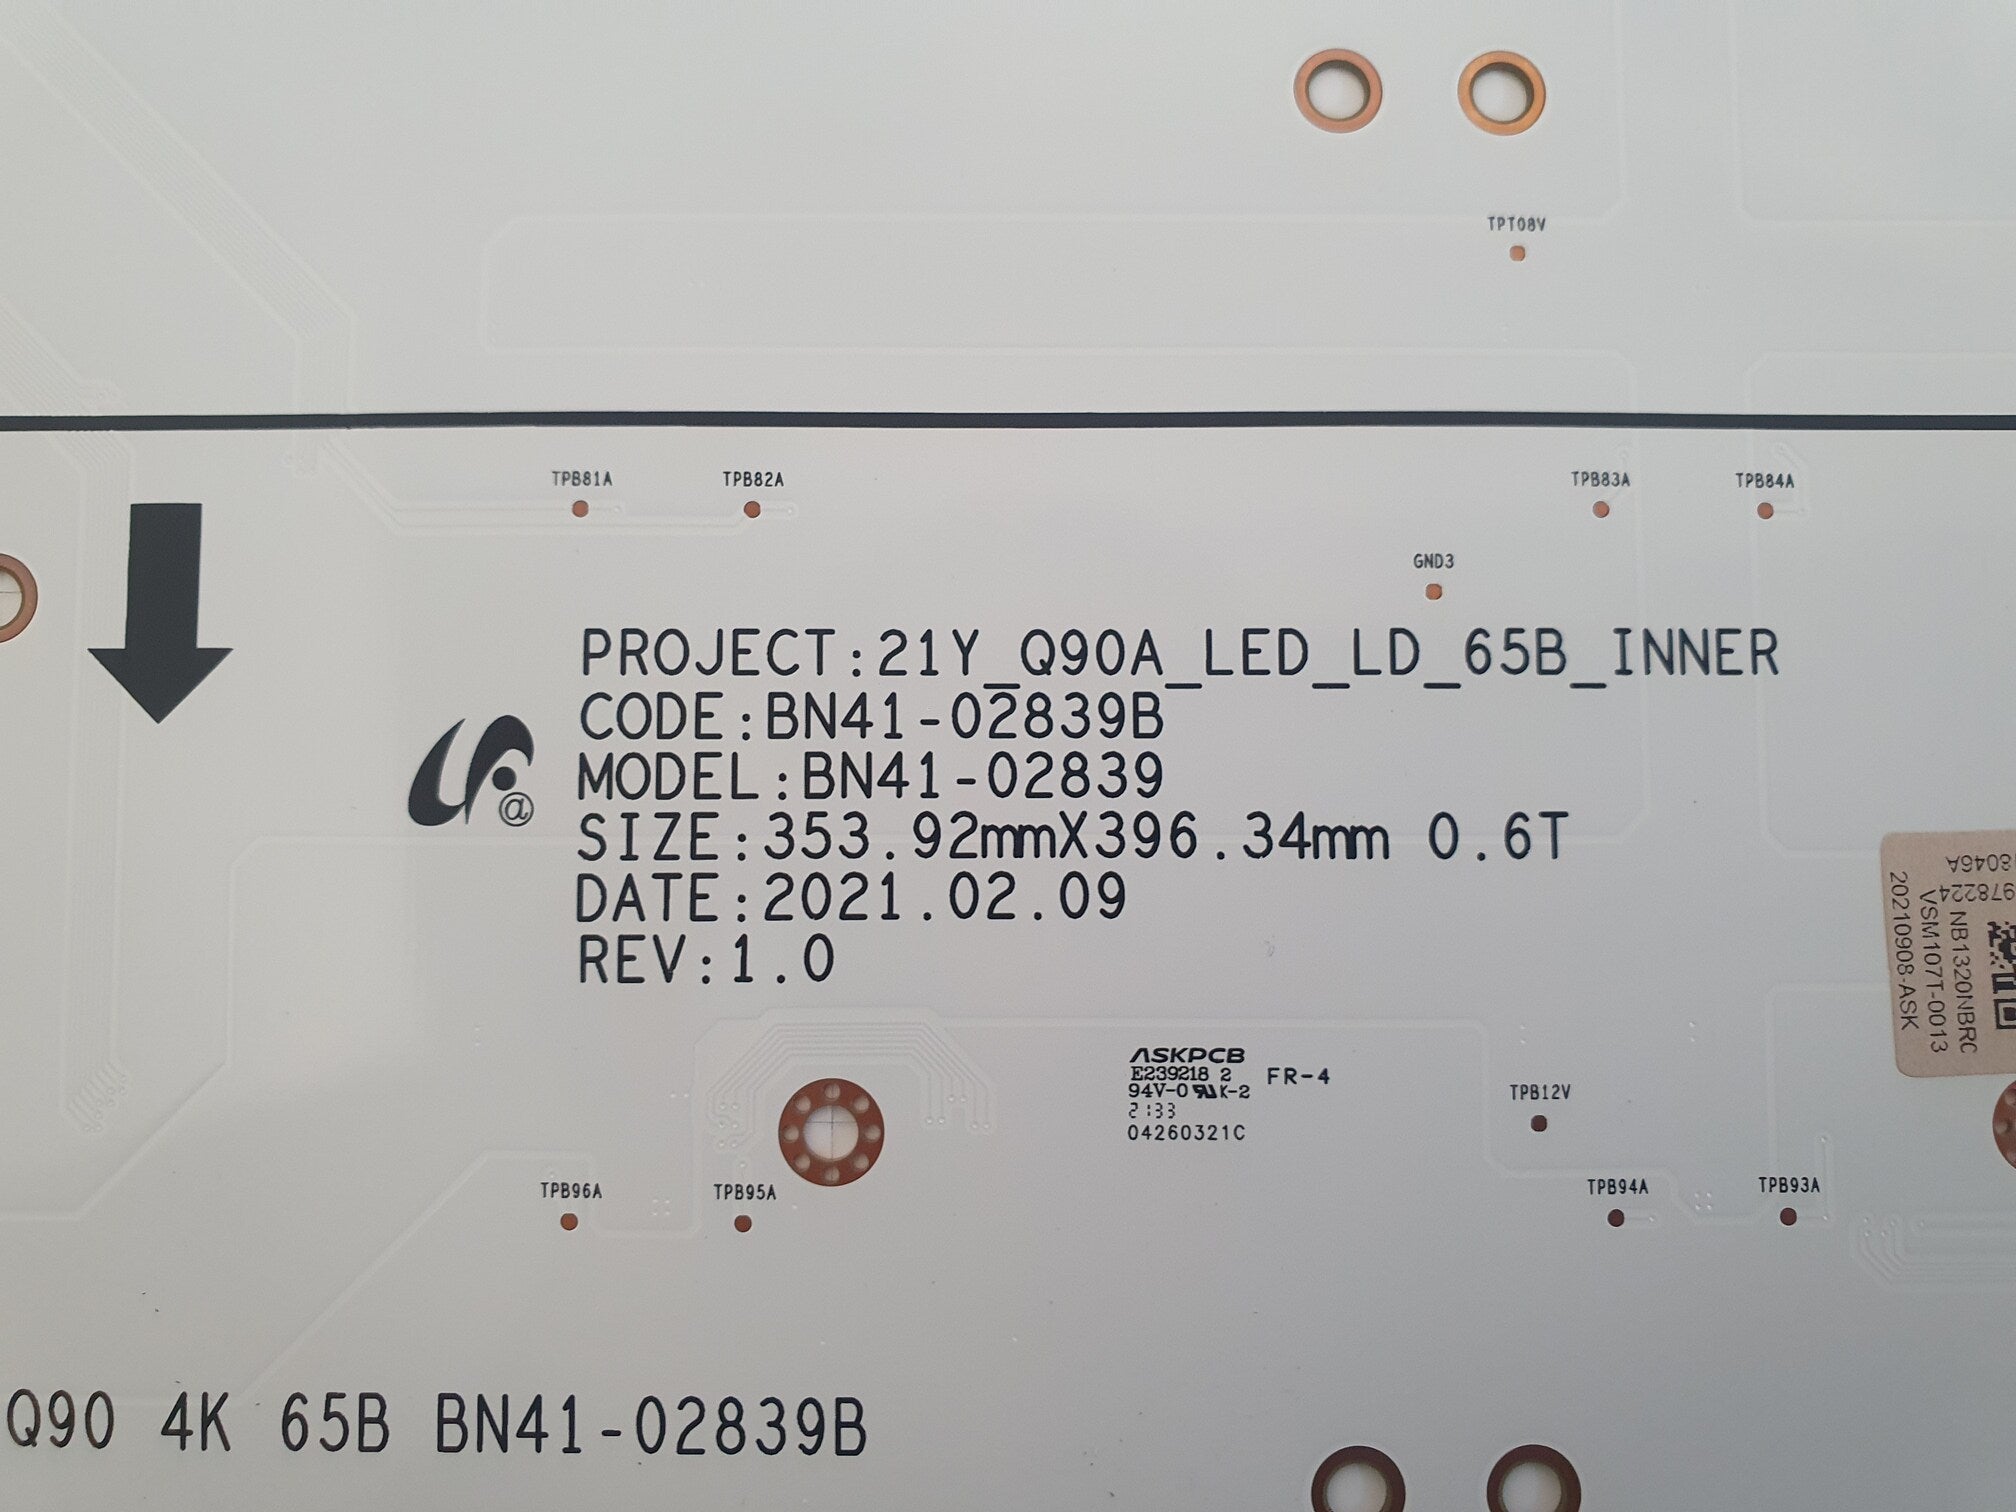 TPT08V
TPB81A
TPB82A
TPB83A
TPB84A
GND3
PROJECT:21Y_Q90A_LED_LD_65B_INNER
CODE:BN41-02839B
MODEL:BN41-02839
SIZE:353.92mmX396.34mm 0.6T
DATE:2021.02.09
REV:1.0
@
978224
NB1320NBRC
VSM107T-0013
20210908-ASK
ASKPCB
E239218 2
94V-0 K-2
2133
04260321C
FR-4
TPB12V
TPB96A
TPB95A
TPB94A
TPB93A
Q90 4K 65B BN41-02839B